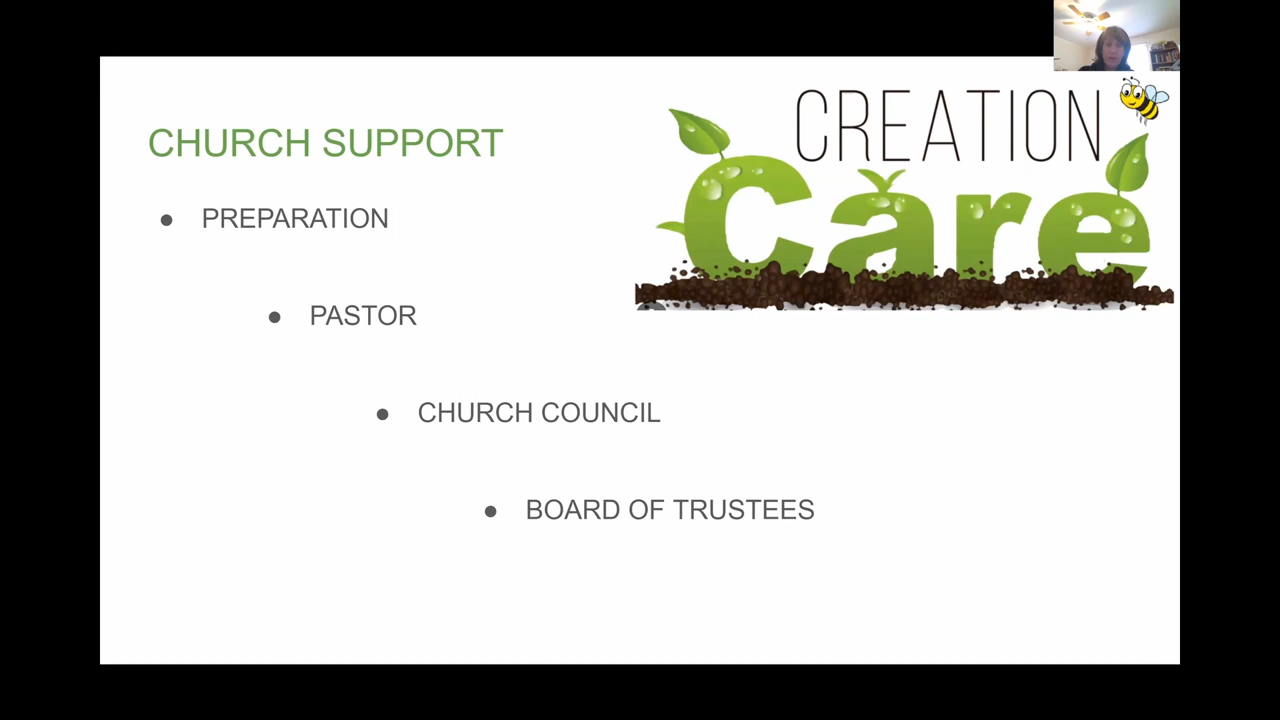 CREATION
Care
CHURCH SUPPORT
● PREPARATION
● PASTOR
● CHURCH COUNCIL
● BOARD OF TRUSTEES